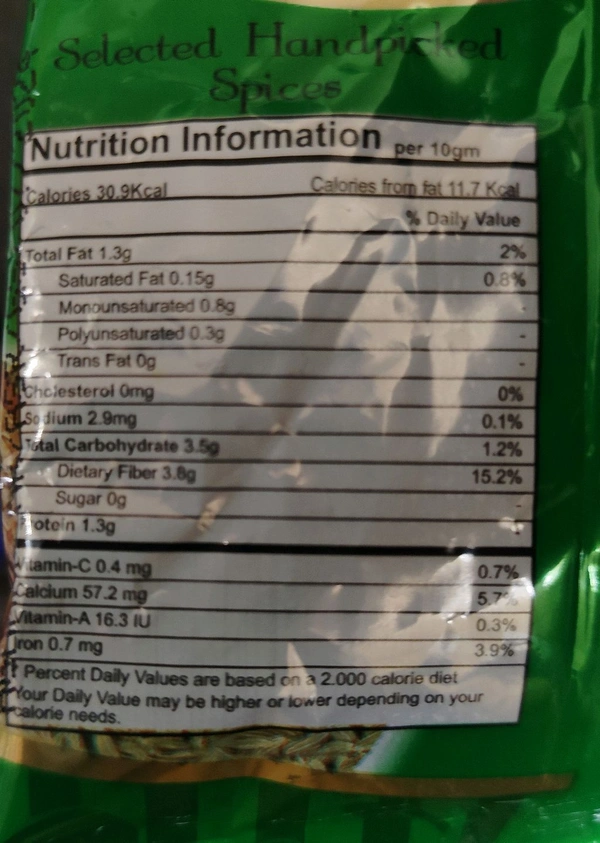 Selected Handpicked
Spices
Nutrition Information per 10gm
Calories 30.9Kcal Calories from fat 11.7 Kcal
% Daily Value
Total Fat 1.3g 2%
Saturated Fat 0.15g 0.8%
Monounsaturated 0.8g -
Polyunsaturated 0.3g -
Trans Fat 0g -
Cholesterol 0mg 0%
Sodium 2.9mg 0.1%
Total Carbohydrate 3.5g 1.2%
Dietary Fiber 3.8g 15.2%
Sugar 0g -
Protein 1.3g -
Vitamin-C 0.4 mg 0.7%
Calcium 57.2 mg 5.7%
Vitamin-A 16.3 IU 0.3%
Iron 0.7 mg 3.9%
* Percent Daily Values are based on a 2.000 calorie diet
Your Daily Value may be higher or lower depending on your
calorie needs.